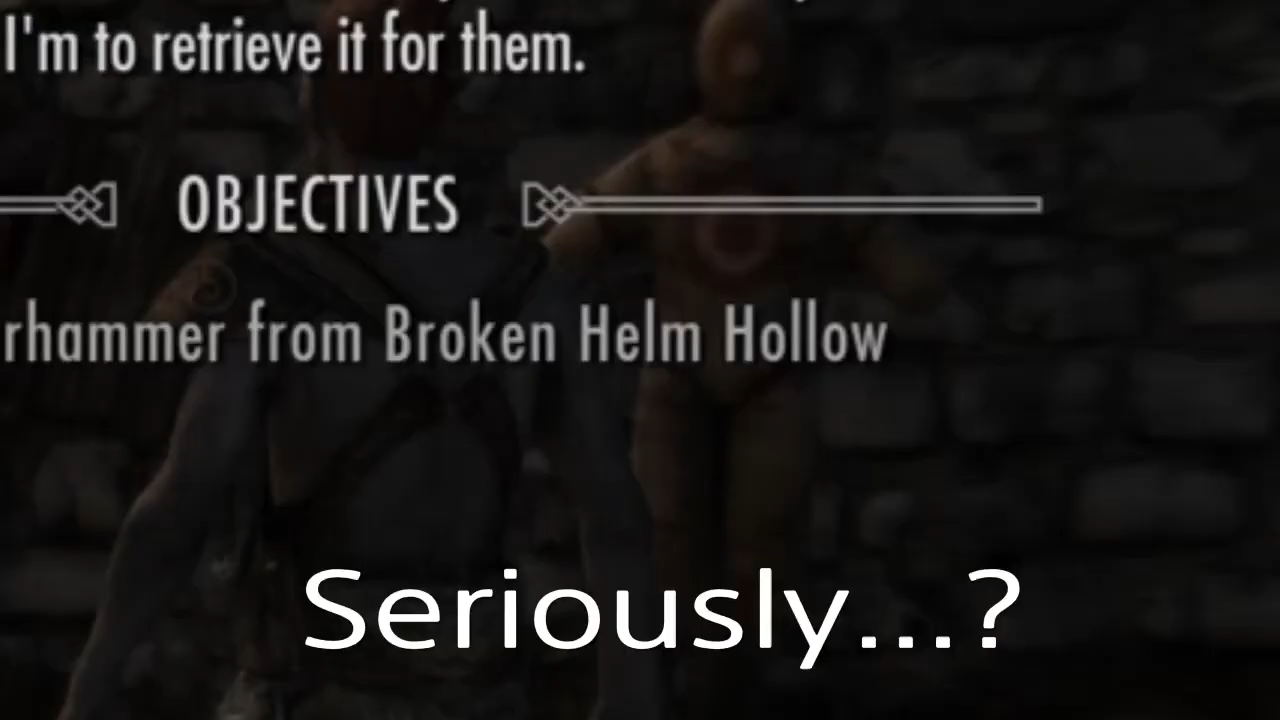 I'm to retrieve it for them.
OBJECTIVES
rhammer from Broken Helm Hollow
Seriously...?